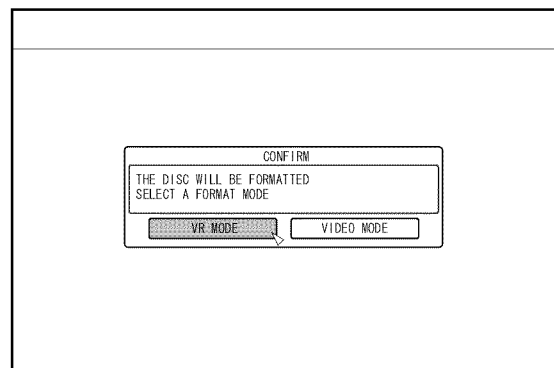 CONFIRM
THE DISC WILL BE FORMATTED
SELECT A FORMAT MODE
VR MODE VIDEO MODE